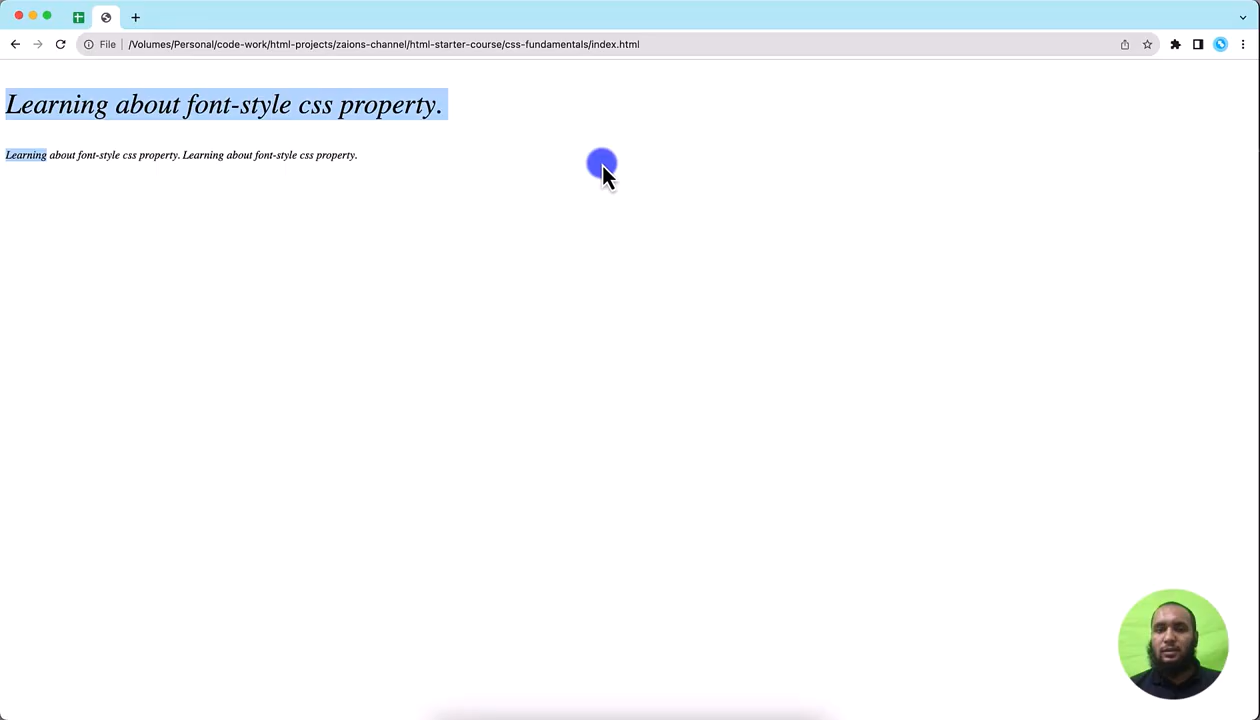 File
/Volumes/Personal/code-work/html-projects/zaions-channel/html-starter-course/css-fundamentals/index.html
Learning about font-style css property.
Learning about font-style css property. Learning about font-style css property.